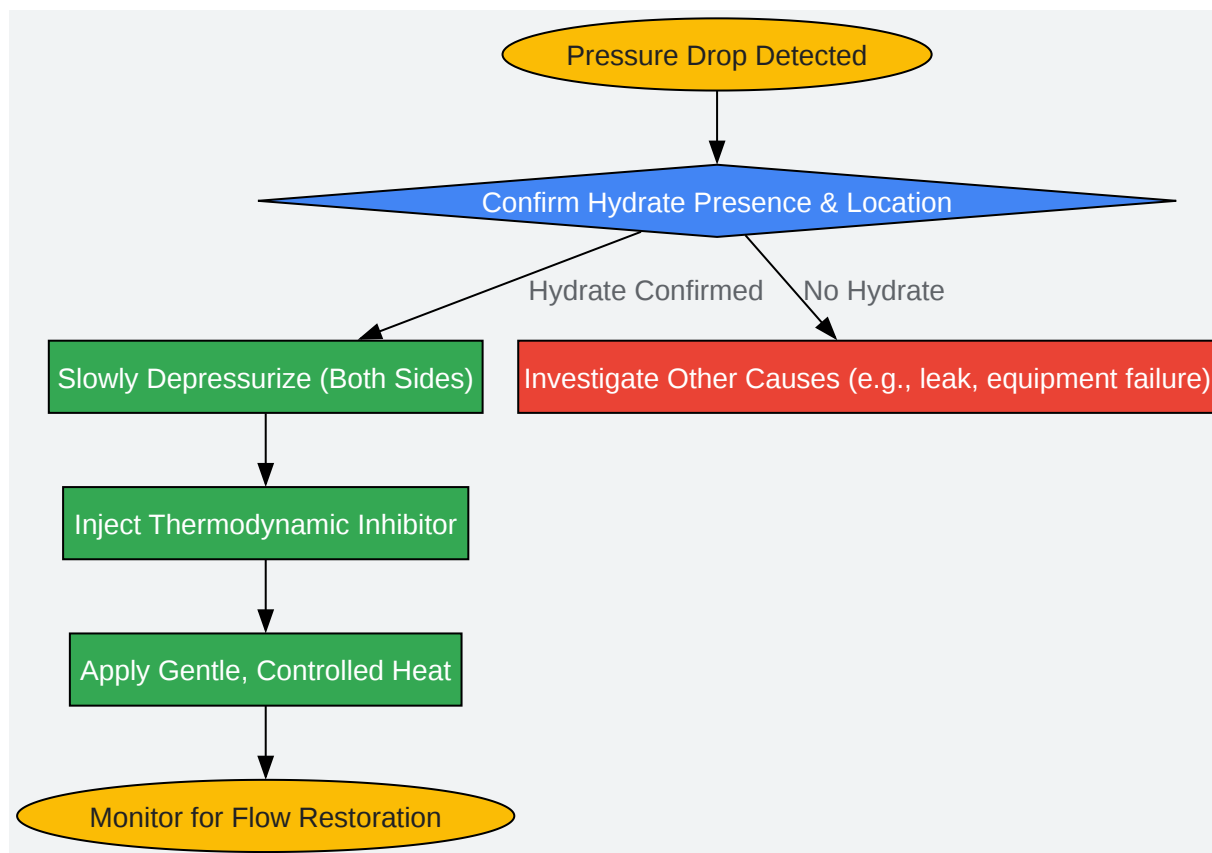 Pressure Drop Detected
Confirm Hydrate Presence & Location
Hydrate Confirmed
No Hydrate
Slowly Depressurize (Both Sides)
Investigate Other Causes (e.g., leak, equipment failure)
Inject Thermodynamic Inhibitor
Apply Gentle, Controlled Heat
Monitor for Flow Restoration